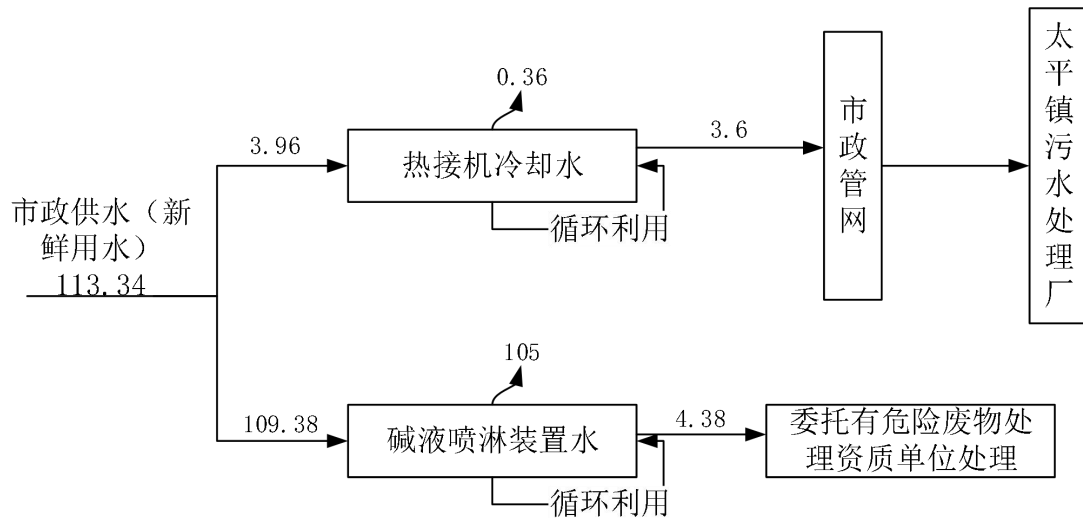 0.36
3.96
热接机冷却水
3.6
循环利用
市政管网
太平镇污水处理厂
市政供水（新
鲜用水）
113.34
105
109.38
碱液喷淋装置水
4.38
循环利用
委托有危险废物处
理资质单位处理